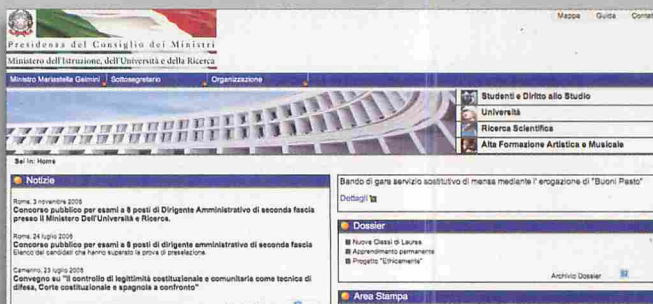 Mappa Guida Contat
Presidenza del Consiglio dei Ministri
Ministero dell'Istruzione, dell'Università e della Ricerca
Ministro Mariastella Gelmini Sottosegretario Organizzazione
Studenti e Diritto allo Studio
Università
Ricerca Scientifica
Alta Formazione Artistica e Musicale
Sei in: Home
Notizie
Roma, 3 novembre 2008
Concorso pubblico per esami a 8 posti di Dirigente Amministrativo di seconda fascia
presso il Ministero Dell'Università e Ricerca.
Roma, 24 luglio 2008
Concorso pubblico per esami a 8 posti di dirigente amministrativo di seconda fascia
Elenco dei candidati che hanno superato la prova di preselezione.
Camerino, 23 luglio 2008
Convegno su "Il controllo di legittimità costituzionale e comunitaria come tecnica di
difesa, Corte costituzionale e spagnola a confronto"
Bando di gara servizio sostitutivo di mensa mediante l' erogazione di "Buoni Pasto"
Dettagli
Dossier
Nuove Classi di Laurea
Apprendimento permanente
Progetto "Ethicamente"
Archivio Dossier
Area Stampa